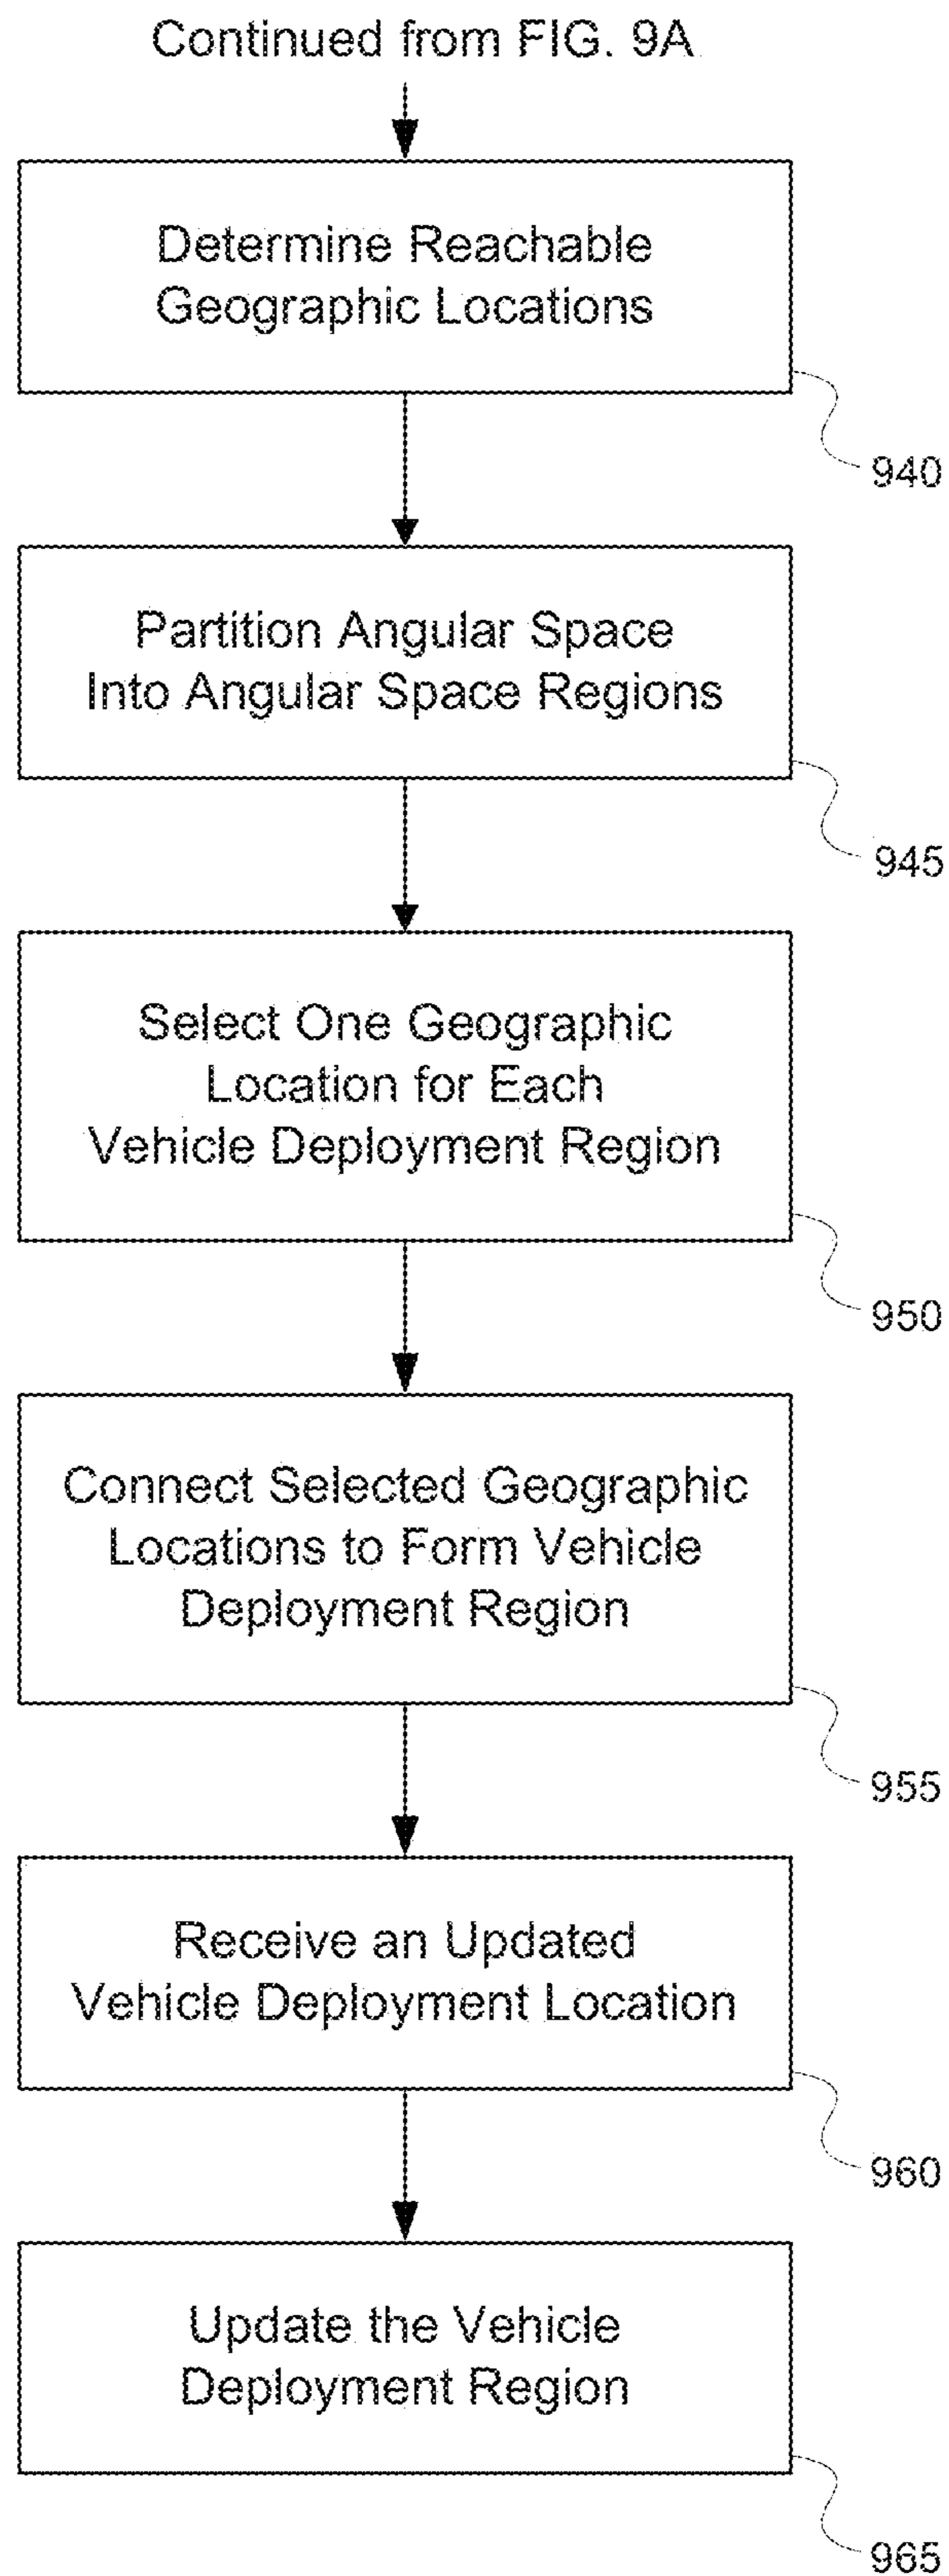 Continued from FIG. 9A
Determine Reachable
Geographic Locations
940
Partition Angular Space
Into Angular Space Regions
945
Select One Geographic
Location for Each
Vehicle Deployment Region
950
Connect Selected Geographic
Locations to Form Vehicle
Deployment Region
955
Receive an Updated
Vehicle Deployment Location
960
Update the Vehicle
Deployment Region
965